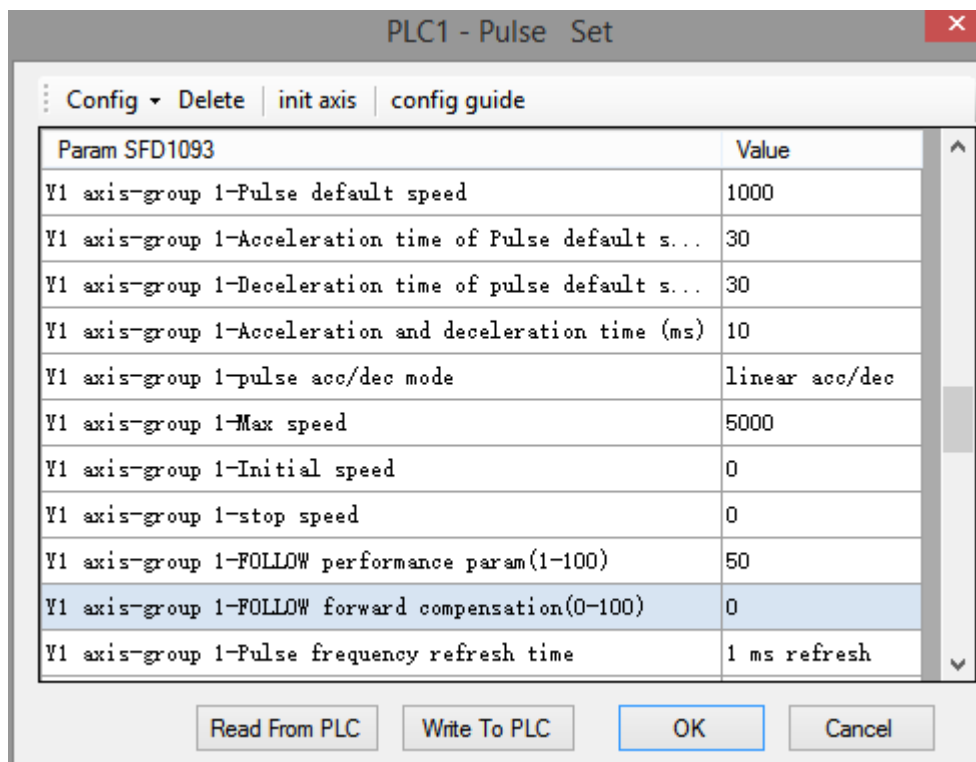 PLC1 - Pulse Set
Config Delete init axis config guide
Param SFD1093 Value
Y1 axis-group 1-Pulse default speed 1000
Y1 axis-group 1-Acceleration time of Pulse default s... 30
Y1 axis-group 1-Deceleration time of pulse default s... 30
Y1 axis-group 1-Acceleration and deceleration time (ms) 10
Y1 axis-group 1-pulse acc/dec mode linear acc/dec
Y1 axis-group 1-Max speed 5000
Y1 axis-group 1-Initial speed 0
Y1 axis-group 1-stop speed 0
Y1 axis-group 1-FOLLOW performance param(1-100) 50
Y1 axis-group 1-FOLLOW forward compensation(0-100) 0
Y1 axis-group 1-Pulse frequency refresh time 1 ms refresh
Read From PLC Write To PLC OK Cancel